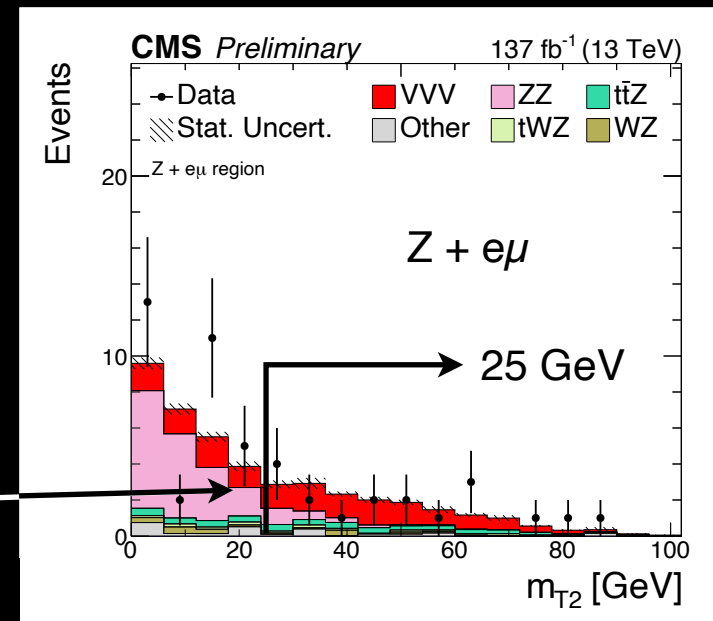 CMS Preliminary 137 fb⁻¹ (13 TeV)
Events
Data VVV ZZ tt̄Z
Stat. Uncert. Other tWZ WZ
Z + eμ region
20
Z + eμ
10
25 GeV
0
0 20 40 60 80 100
m_T2 [GeV]